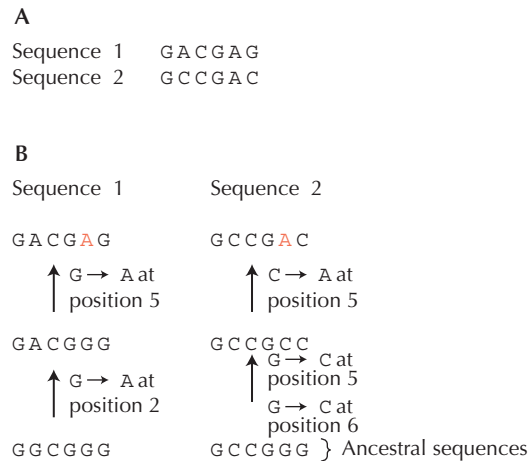 A
Sequence 1 GACGAG
Sequence 2 GCCGAC
B
Sequence 1 Sequence 2
GACGAG GCCGAC
G → A at C → A at
position 5 position 5
GACGGG GCCGCC
G → A at G → C at
position 2 position 5
G → C at
position 6
GGCGGG GCCGGG } Ancestral sequences